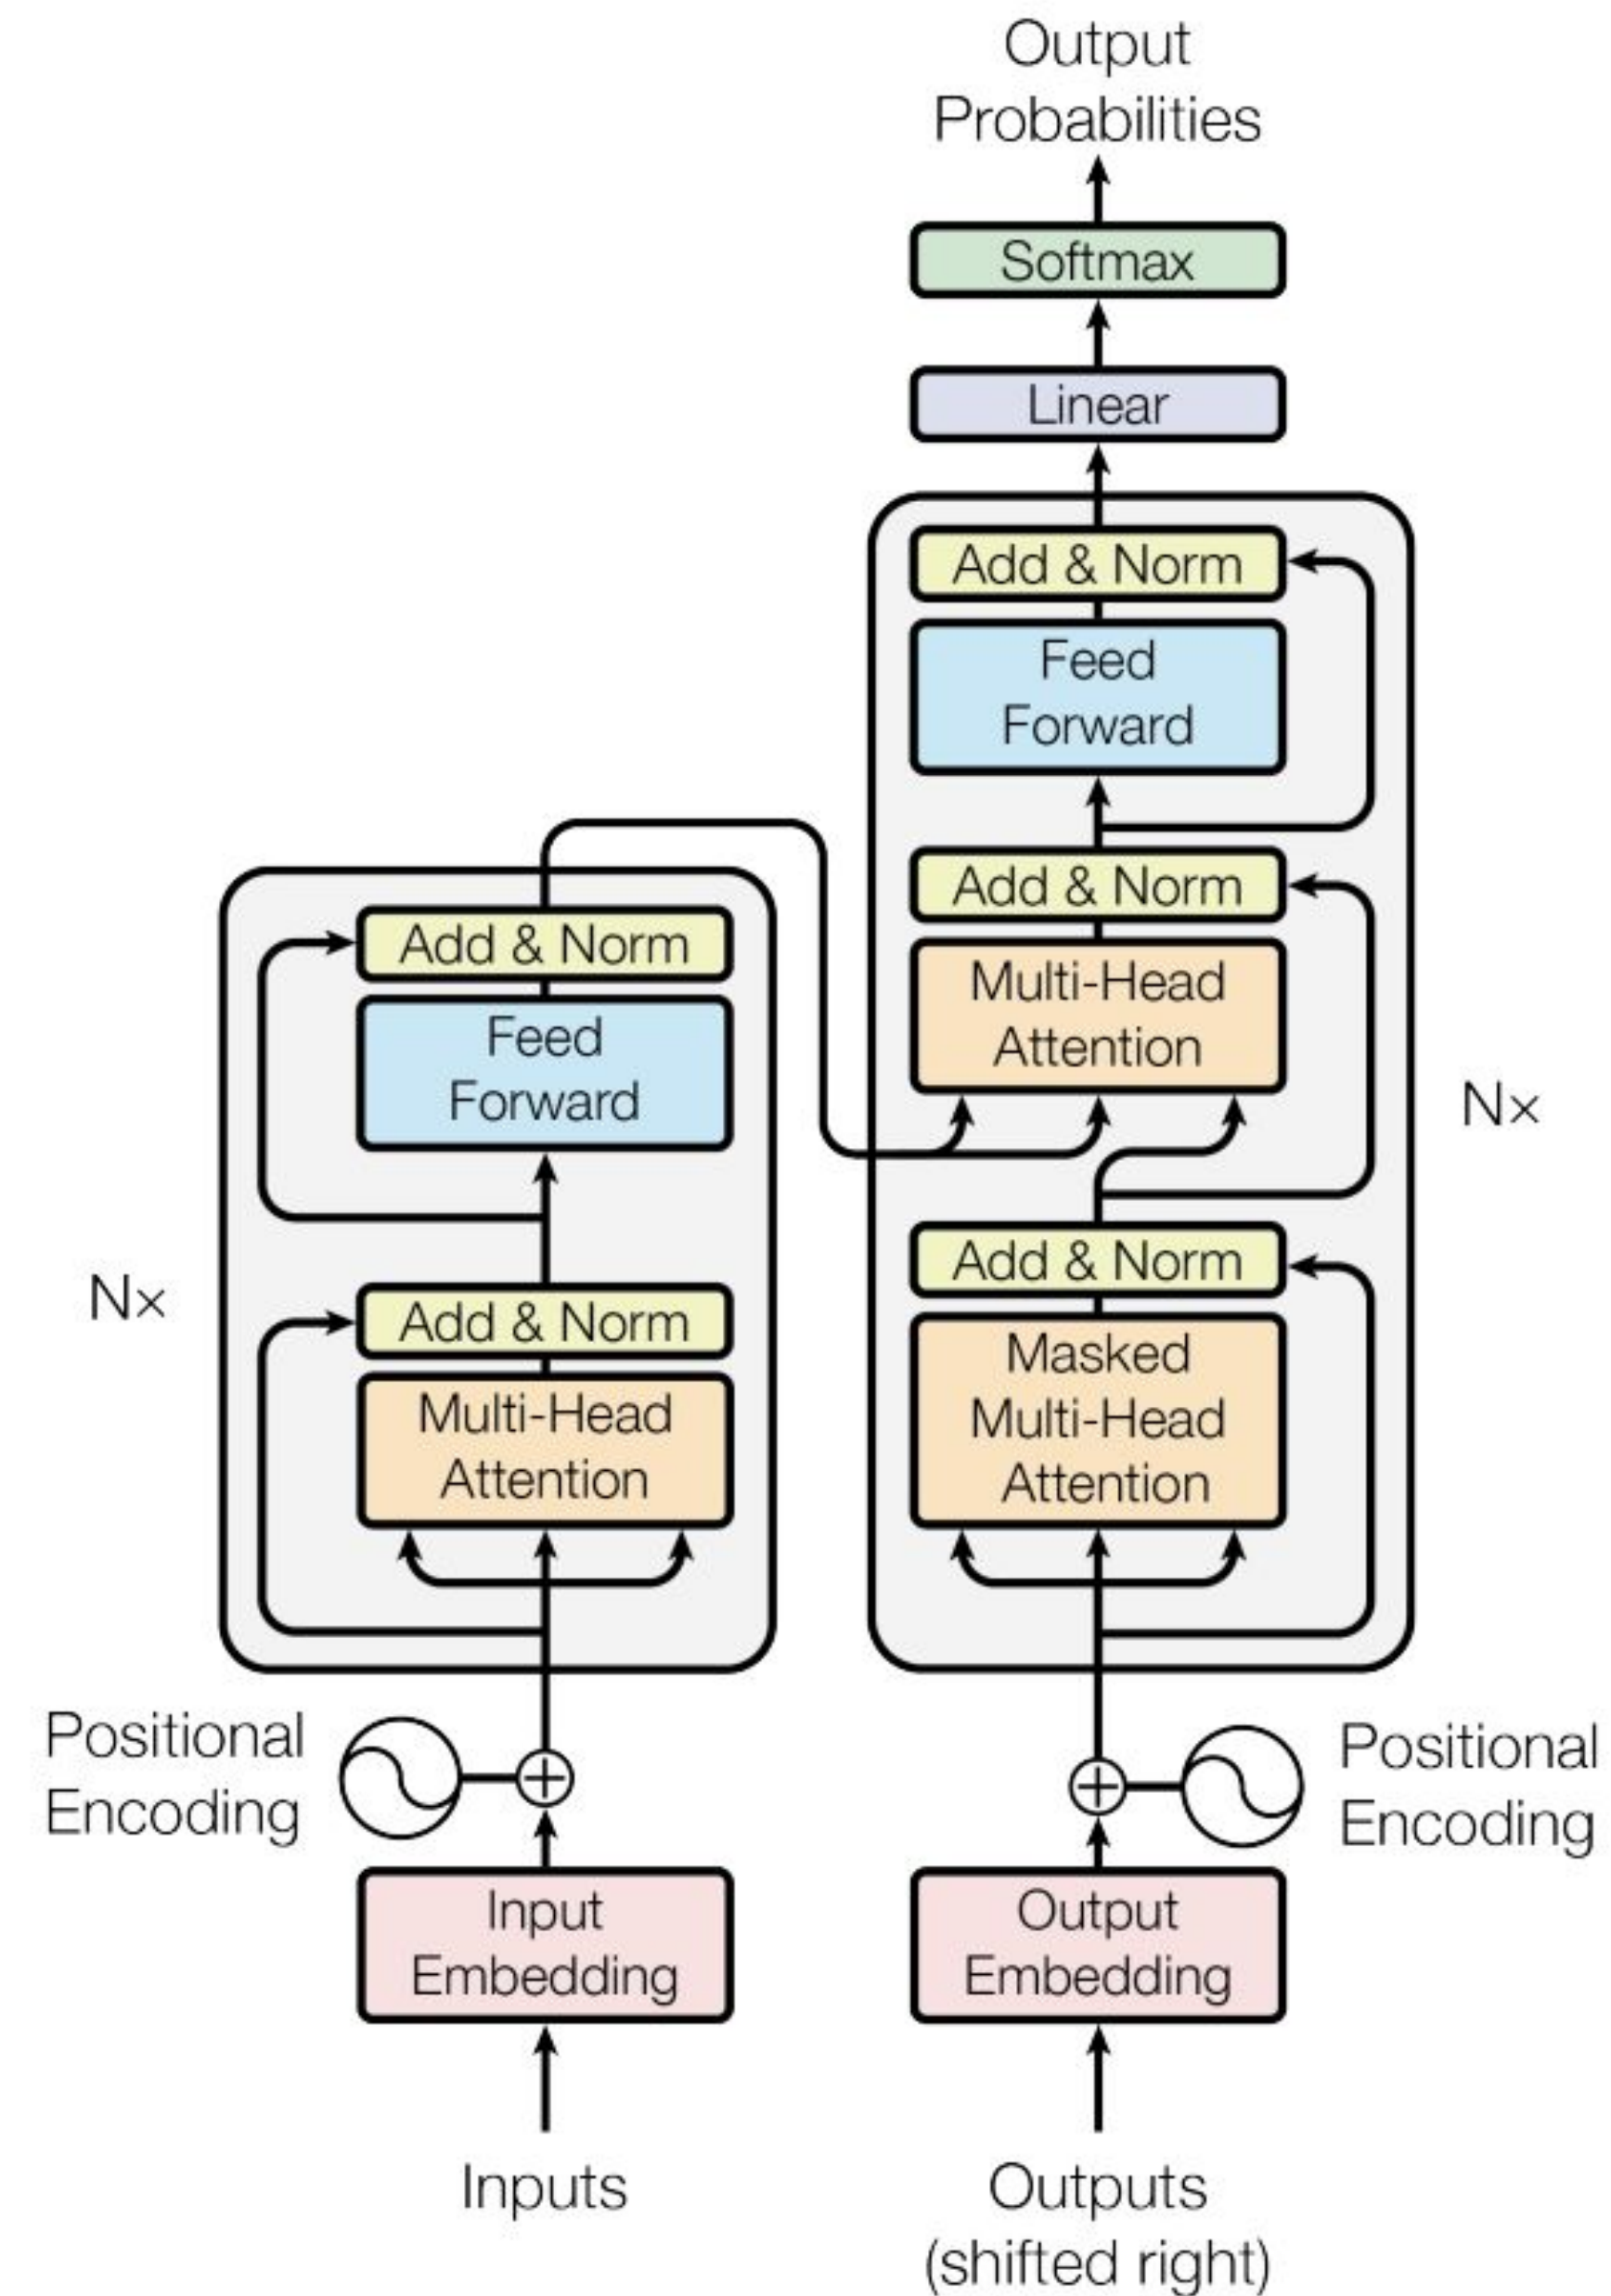 Output
Probabilities
Softmax
Linear
Add & Norm
Feed
Forward
Add & Norm
Multi-Head
Attention
Add & Norm
Masked
Multi-Head
Attention
N×
Add & Norm
Feed
Forward
Add & Norm
Multi-Head
Attention
N×
Positional
Encoding
Positional
Encoding
Input
Embedding
Output
Embedding
Inputs
Outputs
(shifted right)